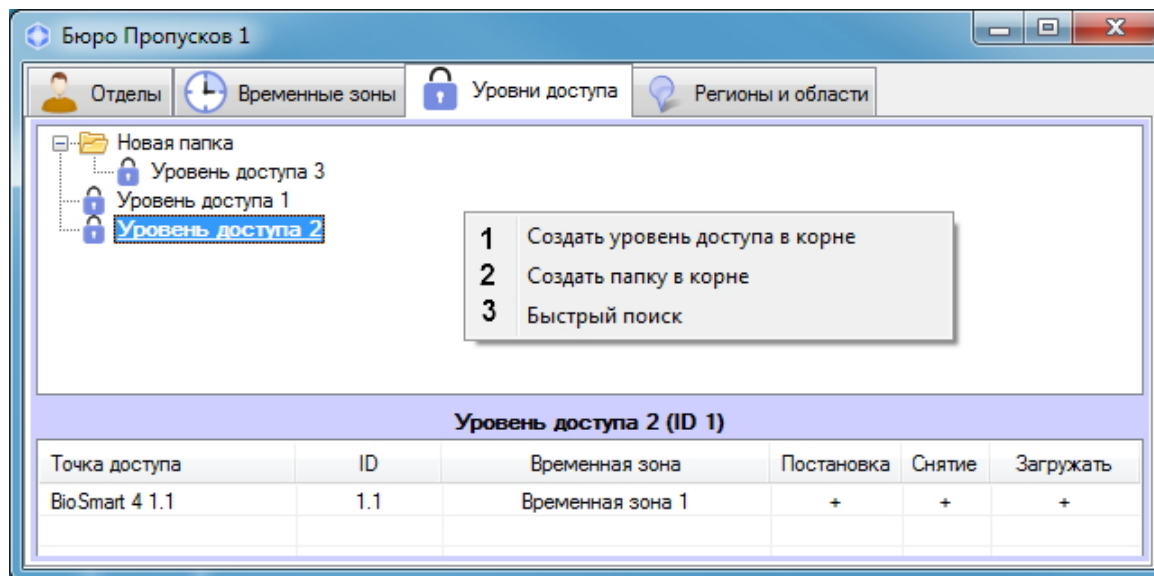 Бюро Пропусков 1
Отделы Временные зоны Уровни доступа Регионы и области
Новая папка
Уровень доступа 3
Уровень доступа 1
Уровень доступа 2
1 Создать уровень доступа в корне
2 Создать папку в корне
3 Быстрый поиск
Уровень доступа 2 (ID 1)
Точка доступа ID Временная зона Постановка Снятие Загружать
BioSmart 4 1.1 1.1 Временная зона 1 + + +